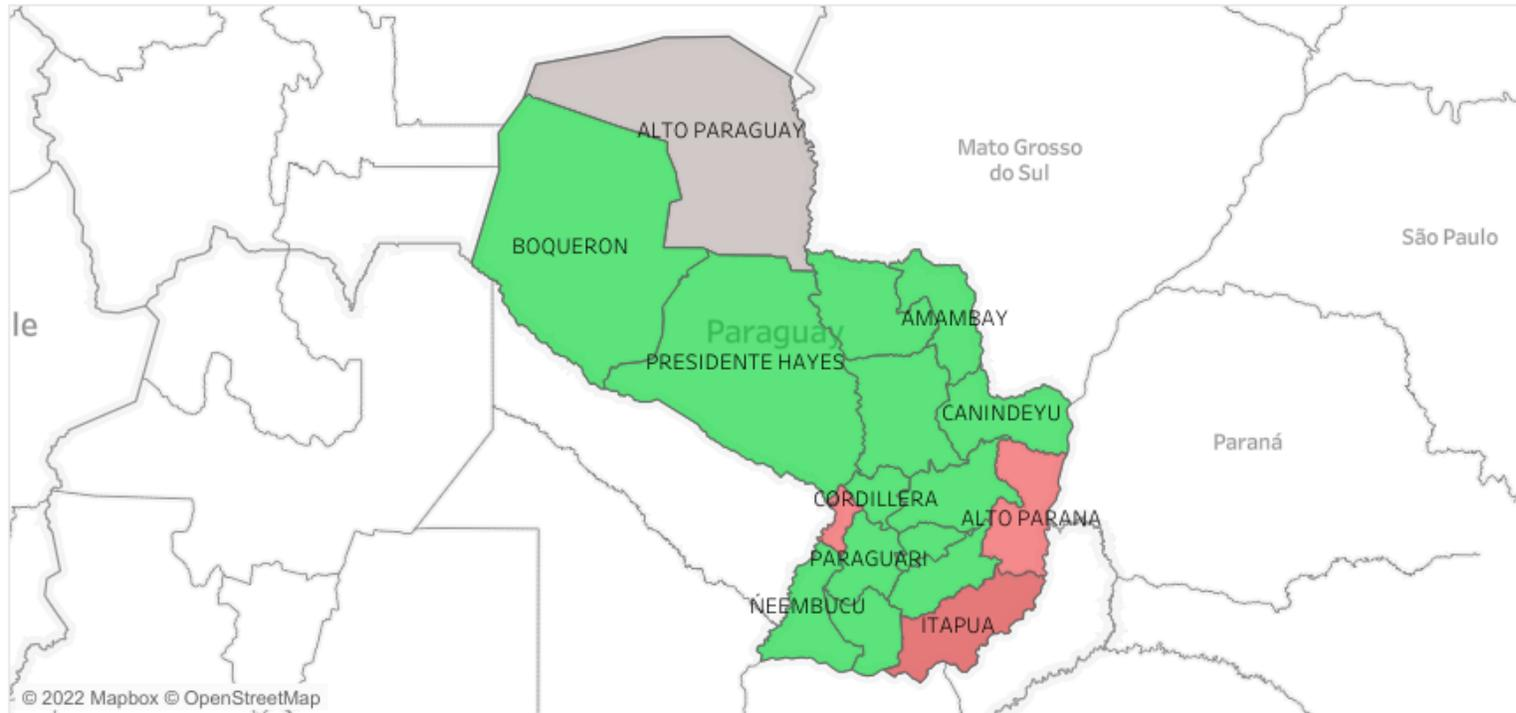 ALTO PARAGUAY
Mato Grosso
do Sul
São Paulo
BOQUERON
le
AMAMBAY
Paraguay
PRESIDENTE HAYES
CANINDEYU
Paraná
CORDILLERA
ALTO PARANA
PARAGUARI
ÑEEMBUCU
ITAPUA
© 2022 Mapbox © OpenStreetMap